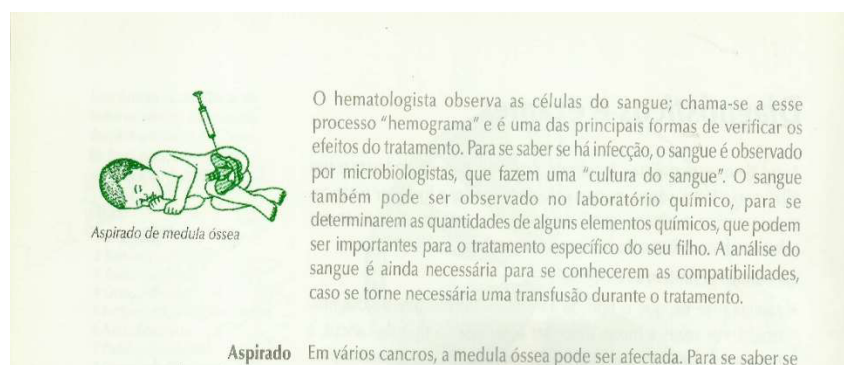 O hematologista observa as células do sangue; chama-se a esse
processo "hemograma" e é uma das principais formas de verificar os
efeitos do tratamento. Para se saber se há infecção, o sangue é observado
por microbiologistas, que fazem uma "cultura do sangue". O sangue
também pode ser observado no laboratório químico, para se
determinarem as quantidades de alguns elementos químicos, que podem
ser importantes para o tratamento específico do seu filho. A análise do
sangue é ainda necessária para se conhecerem as compatibilidades,
caso se torne necessária uma transfusão durante o tratamento.
Aspirado de medula óssea
Aspirado Em vários cancros, a medula óssea pode ser afectada. Para se saber se